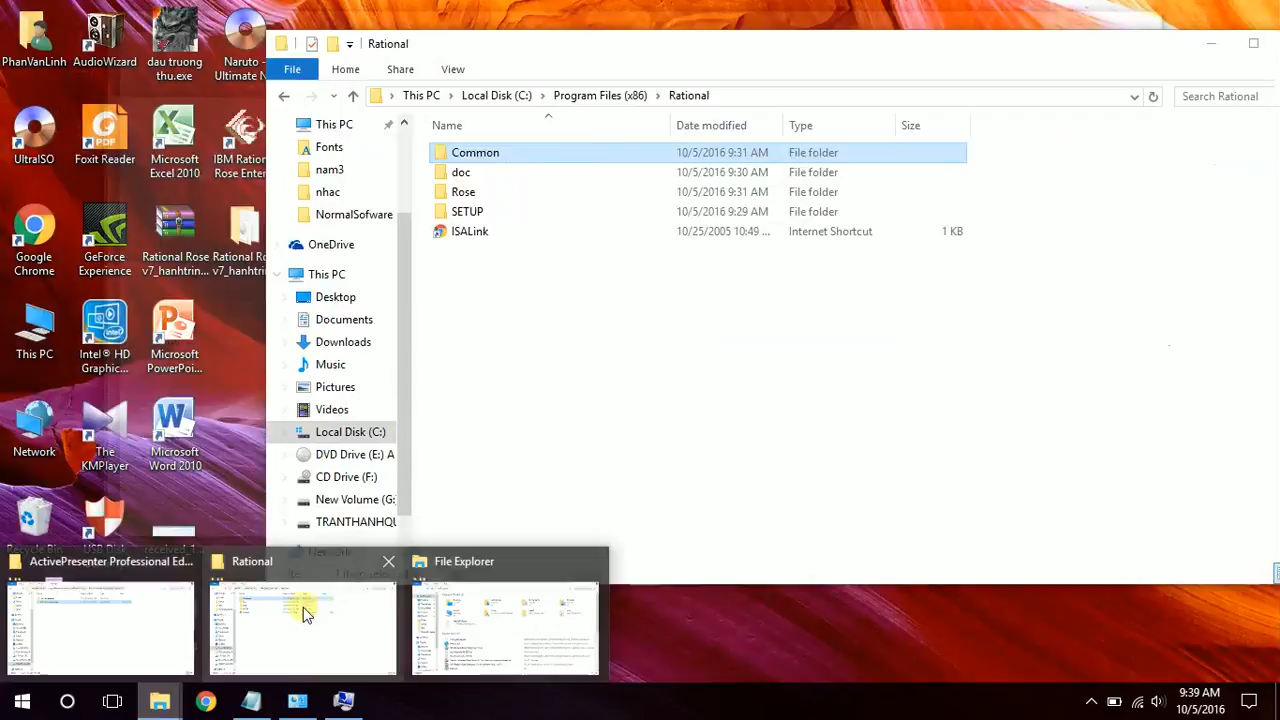 PhanVanLinh
AudioWizard
dau truong
thu.exe
Naruto -
Ultimate N
UltraISO
Foxit Reader
Microsoft
Excel 2010
IBM Ration
Rose Enter
Google
Chrome
GeForce
Experience
Rational Rose
v7_hanhtrin...
Rational R
v7_hanhtri
This PC
Intel® HD
Graphic...
Microsoft
PowerPoi...
Network
The
KMPlayer
Microsoft
Word 2010
Recycle Bin
USB Disk
received_1...
Rational
File
Home
Share
View
This PC
Local Disk (C:)
Program Files (x86)
Rational
Search Rational
Name
Date modified
Type
Size
Common
10/5/2016 9:31 AM
File folder
doc
10/5/2016 9:30 AM
File folder
Rose
10/5/2016 9:31 AM
File folder
SETUP
10/5/2016 9:29 AM
File folder
ISALink
10/25/2005 10:49 ...
Internet Shortcut
1 KB
This PC
Fonts
nam3
nhac
NormalSofware
OneDrive
This PC
Desktop
Documents
Downloads
Music
Pictures
Videos
Local Disk (C:)
DVD Drive (E:) A
CD Drive (F:)
New Volume (G:
TRANTHANHQU
ActivePresenter Professional Ed...
Rational
File Explorer
9:39 AM
10/5/2016